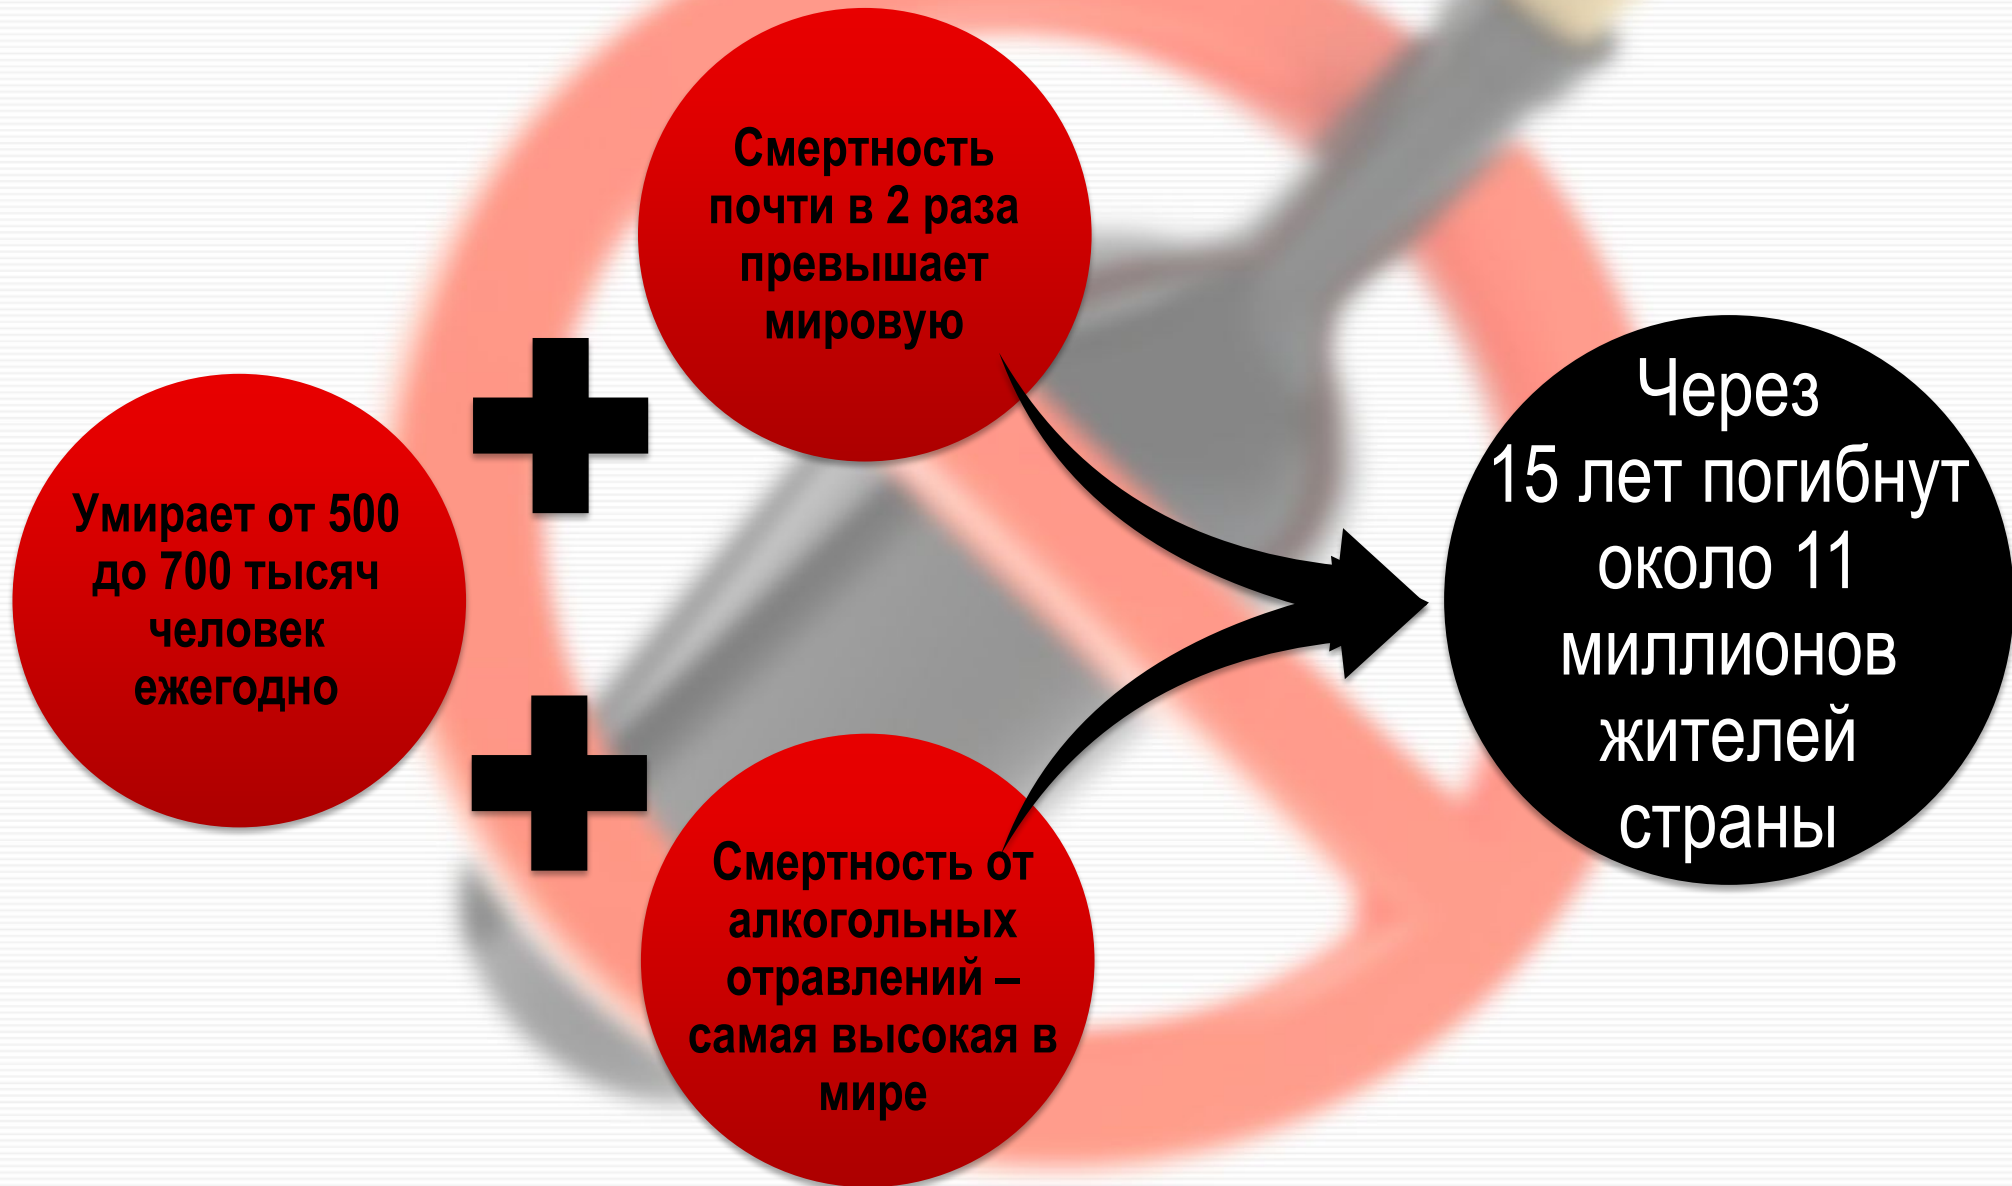 Умирает от 500
до 700 тысяч
человек
ежегодно
Смертность
почти в 2 раза
превышает
мировую
Смертность от
алкогольных
отравлений –
самая высокая в
мире
Через
15 лет погибнут
около 11
миллионов
жителей
страны